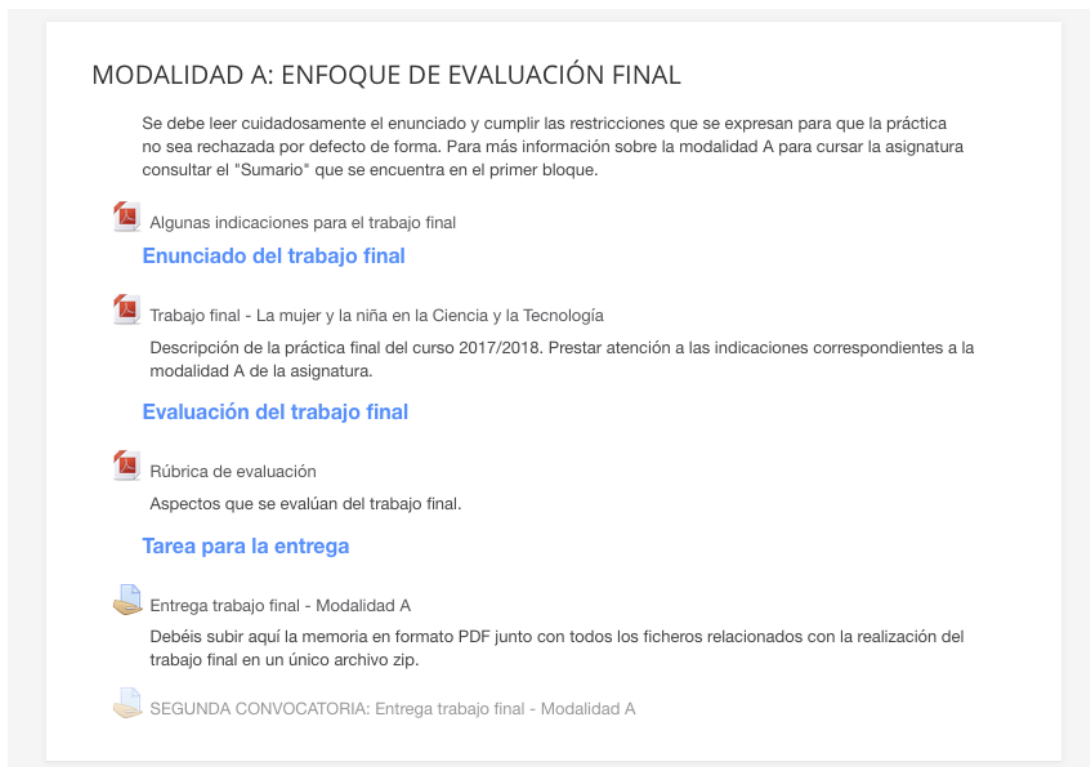 MODALIDAD A: ENFOQUE DE EVALUACIÓN FINAL
Se debe leer cuidadosamente el enunciado y cumplir las restricciones que se expresan para que la práctica
no sea rechazada por defecto de forma. Para más información sobre la modalidad A para cursar la asignatura
consultar el "Sumario" que se encuentra en el primer bloque.
Algunas indicaciones para el trabajo final
Enunciado del trabajo final
Trabajo final - La mujer y la niña en la Ciencia y la Tecnología
Descripción de la práctica final del curso 2017/2018. Prestar atención a las indicaciones correspondientes a la
modalidad A de la asignatura.
Evaluación del trabajo final
Rúbrica de evaluación
Aspectos que se evalúan del trabajo final.
Tarea para la entrega
Entrega trabajo final - Modalidad A
Debéis subir aquí la memoria en formato PDF junto con todos los ficheros relacionados con la realización del
trabajo final en un único archivo zip.
SEGUNDA CONVOCATORIA: Entrega trabajo final - Modalidad A